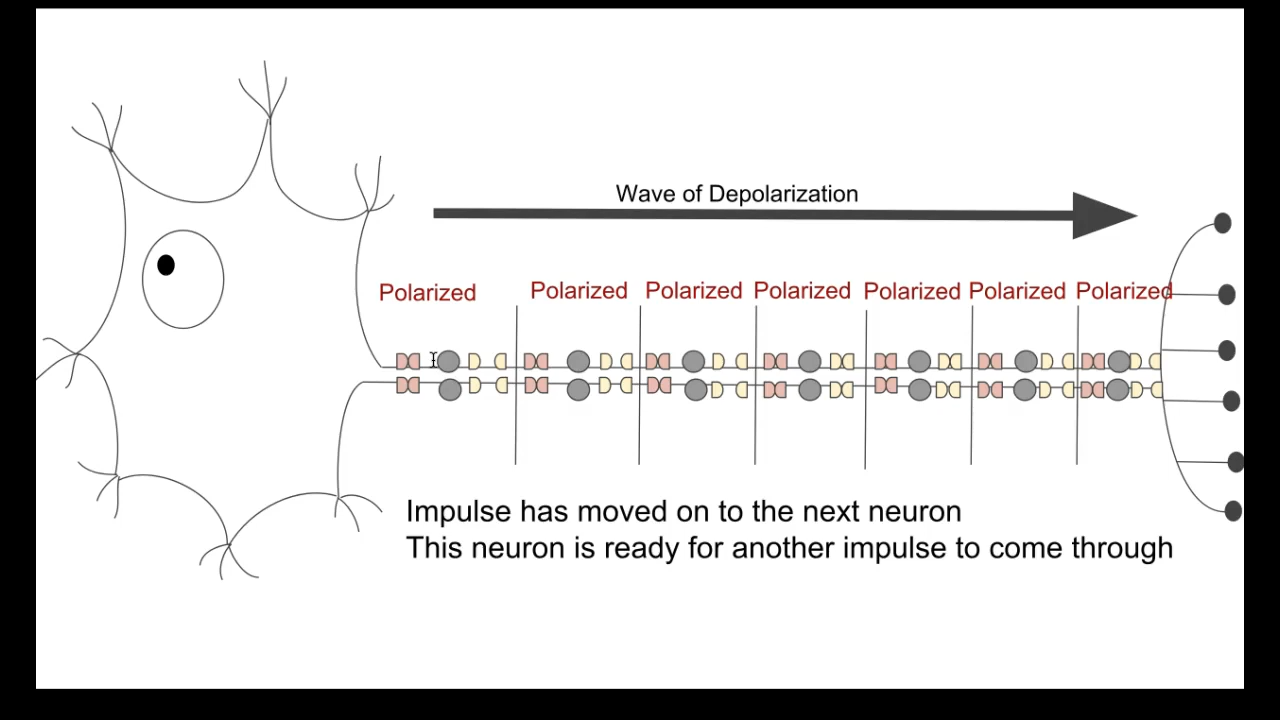 Wave of Depolarization
Polarized Polarized Polarized Polarized Polarized Polarized Polarized
Impulse has moved on to the next neuron
This neuron is ready for another impulse to come through